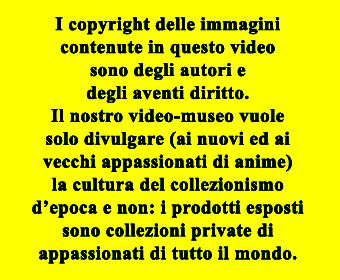 I copyright delle immagini
contenute in questo video
sono degli autori e
degli aventi diritto.
Il nostro video-museo vuole
solo divulgare (ai nuovi ed ai
vecchi appassionati di anime)
la cultura del collezionismo
d'epoca e non: i prodotti esposti
sono collezioni private di
appassionati di tutto il mondo.